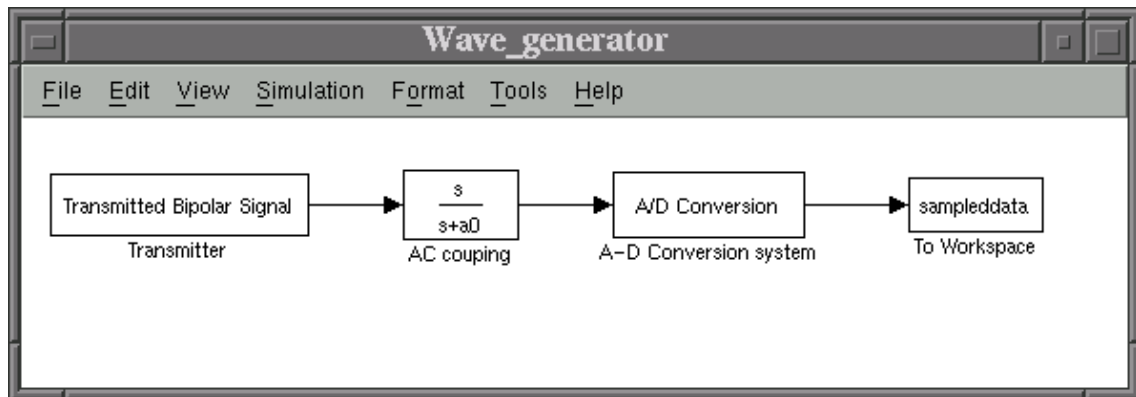 Wave_generator
File Edit View Simulation Format Tools Help
Transmitted Bipolar Signal
Transmitter
s
s+a0
AC couping
A/D Conversion
A-D Conversion system
sampleddata
To Workspace